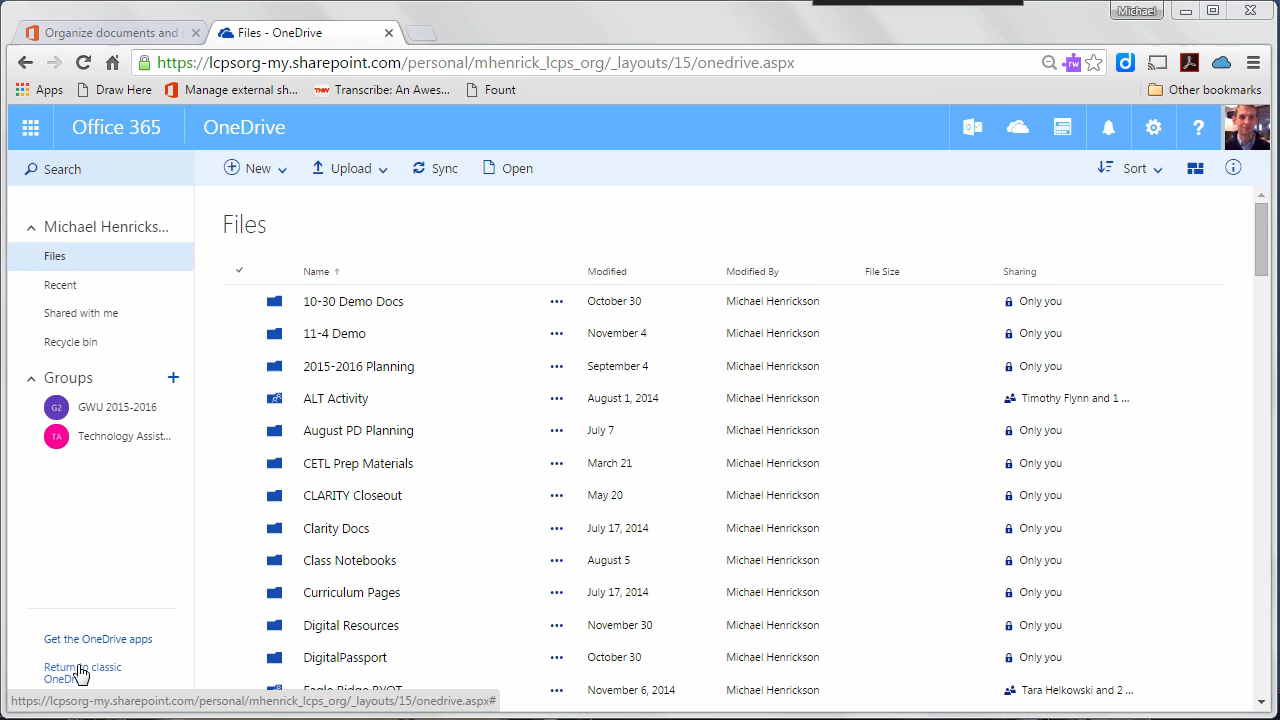 Michael
Organize documents and s
Files - OneDrive
https://lcpsorg-my.sharepoint.com/personal/mhenrick_lcps_org/_layouts/15/onedrive.aspx
rw
d
Apps Draw Here Manage external sh... TNW Transcribe: An Awes... Fount Other bookmarks
Office 365 OneDrive
?
Search New Upload Sync Open Sort
Michael Henricks...
Files
Recent
Shared with me
Recycle bin
Groups
G2 GWU 2015-2016
TA Technology Assist...
Get the OneDrive apps
Return to classic
Files
Name Modified Modified By File Size Sharing
10-30 Demo Docs ... October 30 Michael Henrickson Only you
11-4 Demo ... November 4 Michael Henrickson Only you
2015-2016 Planning ... September 4 Michael Henrickson Only you
ALT Activity ... August 1, 2014 Michael Henrickson Timothy Flynn and 1 ...
August PD Planning ... July 7 Michael Henrickson Only you
CETL Prep Materials ... March 21 Michael Henrickson Only you
CLARITY Closeout ... May 20 Michael Henrickson Only you
Clarity Docs ... July 17, 2014 Michael Henrickson Only you
Class Notebooks ... August 5 Michael Henrickson Only you
Curriculum Pages ... July 17, 2014 Michael Henrickson Only you
Digital Resources ... November 30 Michael Henrickson Only you
DigitalPassport ... October 30 Michael Henrickson Only you
Eagle Ridge BYOT ... November 6, 2014 Michael Henrickson Tara Helkowski and 2 ...
https://lcpsorg-my.sharepoint.com/personal/mhenrick_lcps_org/_layouts/15/onedrive.aspx#